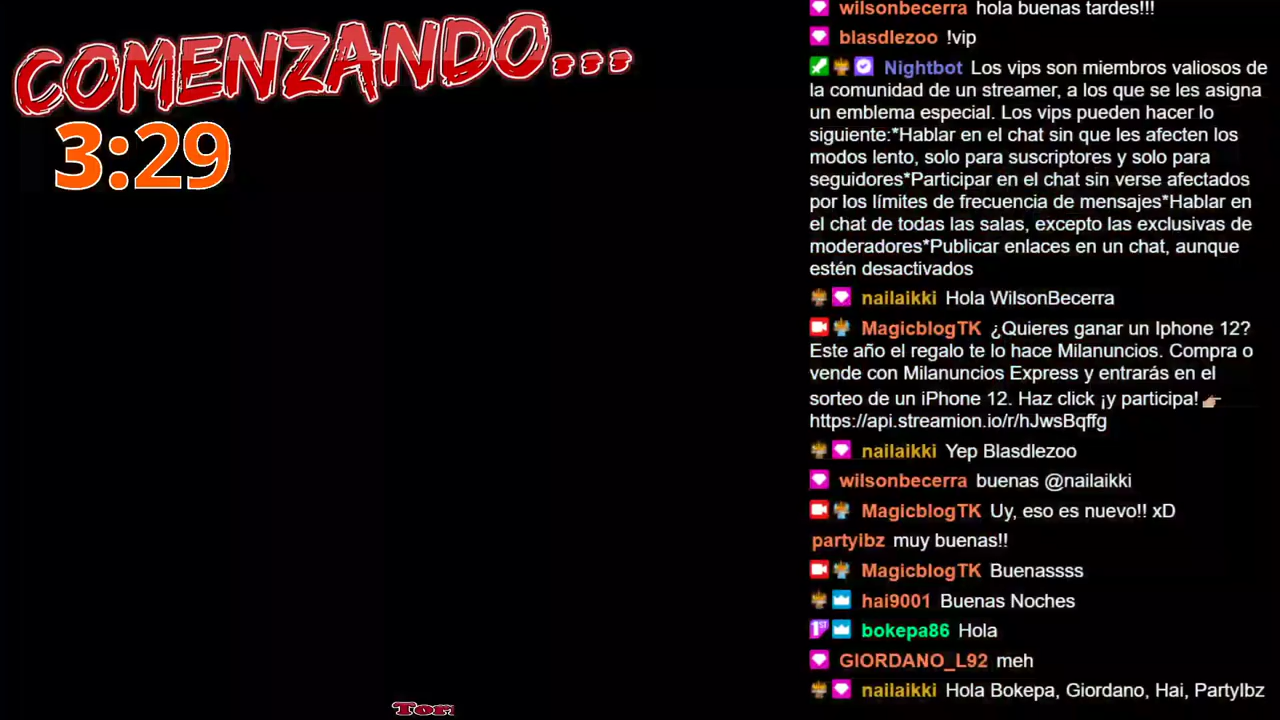 COMENZANDO...
3:29
wilsonbecerra hola buenas tardes!!!
blasdlezoo !vip
Nightbot Los vips son miembros valiosos de
la comunidad de un streamer, a los que se les asigna
un emblema especial. Los vips pueden hacer lo
siguiente:*Hablar en el chat sin que les afecten los
modos lento, solo para suscriptores y solo para
seguidores*Participar en el chat sin verse afectados
por los límites de frecuencia de mensajes*Hablar en
el chat de todas las salas, excepto las exclusivas de
moderadores*Publicar enlaces en un chat, aunque
estén desactivados
nailaikki Hola WilsonBecerra
MagicblogTK ¿Quieres ganar un Iphone 12?
Este año el regalo te lo hace Milanuncios. Compra o
vende con Milanuncios Express y entrarás en el
sorteo de un iPhone 12. Haz click ¡y participa!
https://api.streamion.io/r/hJwsBqffg
nailaikki Yep Blasdlezoo
wilsonbecerra buenas @nailaikki
MagicblogTK Uy, eso es nuevo!! xD
partyibz muy buenas!!
MagicblogTK Buenassss
hai9001 Buenas Noches
1ST bokepa86 Hola
GIORDANO_L92 meh
nailaikki Hola Bokepa, Giordano, Hai, PartyIbz